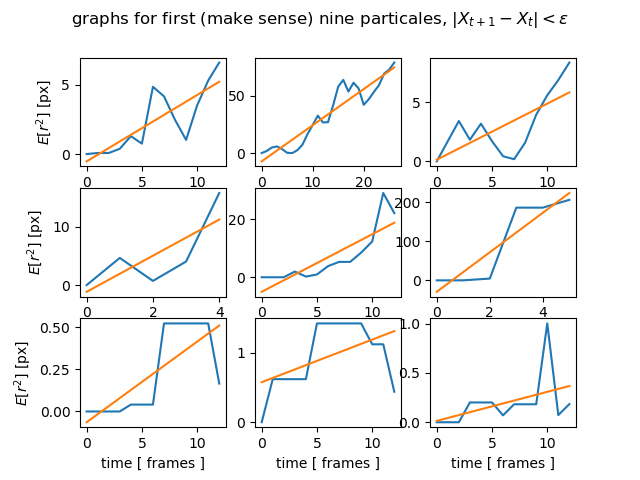 graphs for first (make sense) nine particales, |X_{t+1} − X_t| < ε
5
0
E[r²] [px]
0 5 10
50
0
0 10 20
5
0
0 5 10
10
0
E[r²] [px]
0 2 4
20
0
0 5 10
200
100
0
0 2 4
0.50
0.25
0.00
E[r²] [px]
0 5 10
time [ frames ]
1
0
0 5 10
time [ frames ]
1.0
0.5
0.0
0 5 10
time [ frames ]